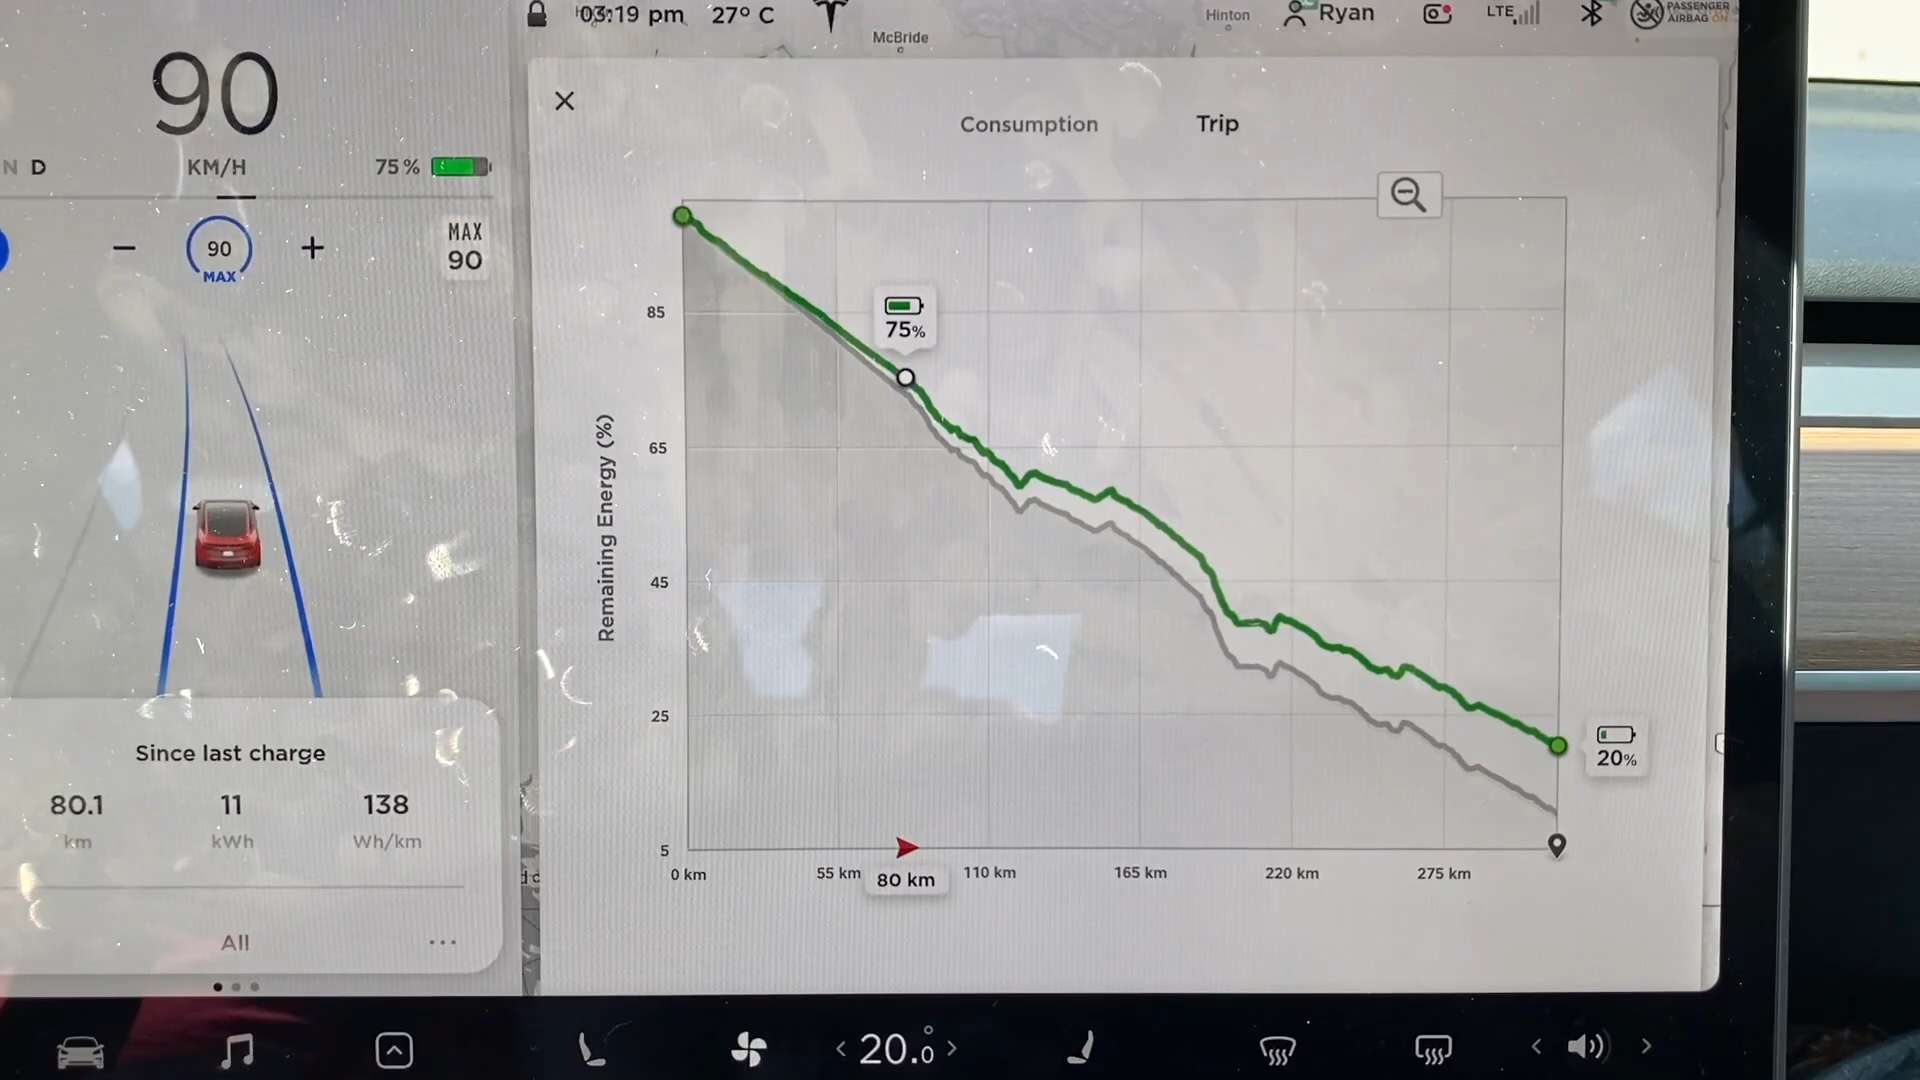 03:19 pm 27° C McBride Hinton Ryan LTE PASSENGER
AIRBAG ON
90
KM/H
N D
75 %
90
MAX
MAX
90
Since last charge
80.1 11 138
km kWh Wh/km
All
Consumption Trip
Remaining Energy (%)
85
65
45
25
5
75%
20%
0 km 55 km 80 km 110 km 165 km 220 km 275 km
20.0